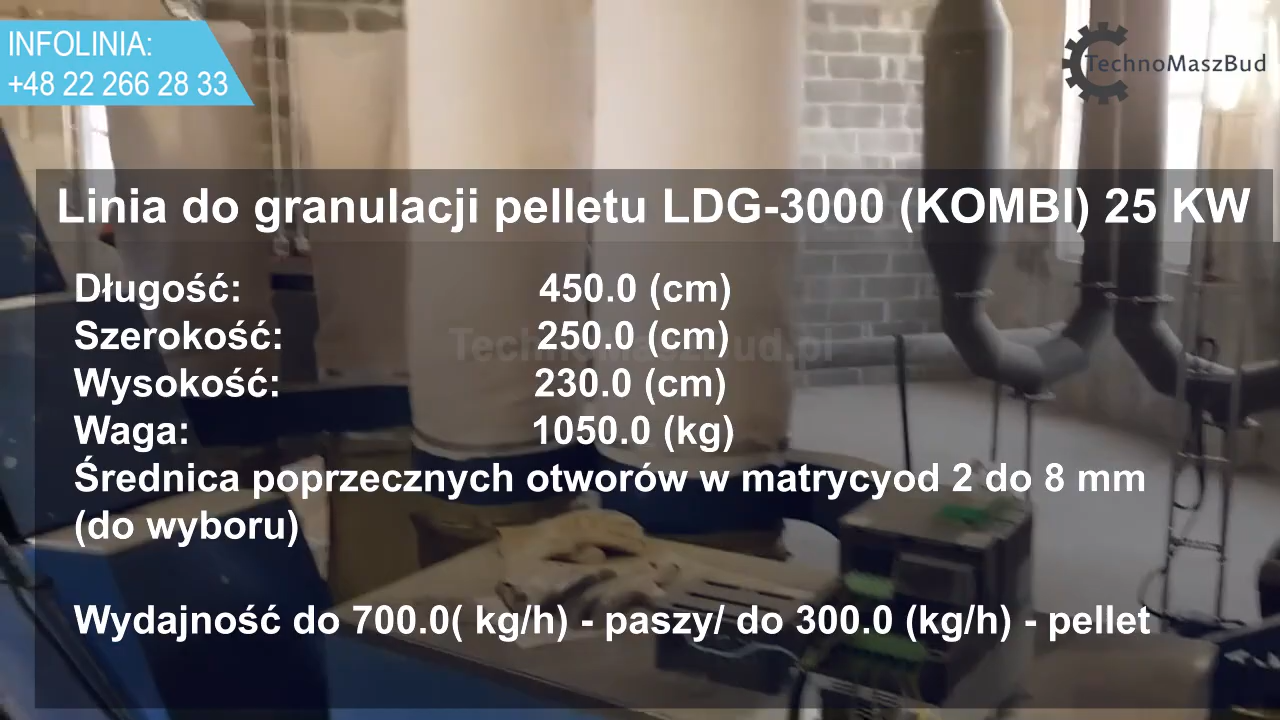 INFOLINIA:
+48 22 266 28 33
TechnoMaszBud
Linia do granulacji pelletu LDG-3000 (KOMBI) 25 KW
Długość: 450.0 (cm)
Szerokość: 250.0 (cm)
TechnoMaszBud.pl
Wysokość: 230.0 (cm)
Waga: 1050.0 (kg)
Średnica poprzecznych otworów w matrycyod 2 do 8 mm
(do wyboru)
Wydajność do 700.0( kg/h) - paszy/ do 300.0 (kg/h) - pellet